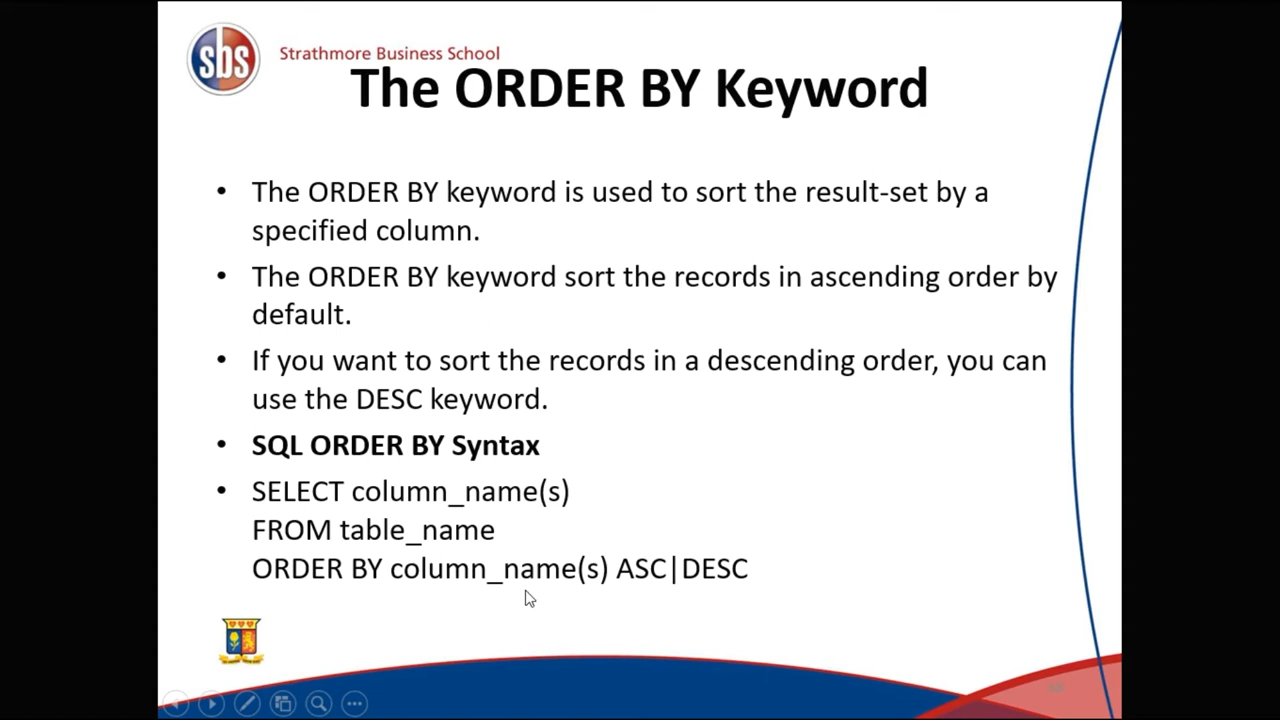 sbs
Strathmore Business School
The ORDER BY Keyword
• The ORDER BY keyword is used to sort the result-set by a
specified column.
• The ORDER BY keyword sort the records in ascending order by
default.
• If you want to sort the records in a descending order, you can
use the DESC keyword.
• SQL ORDER BY Syntax
• SELECT column_name(s)
FROM table_name
ORDER BY column_name(s) ASC|DESC